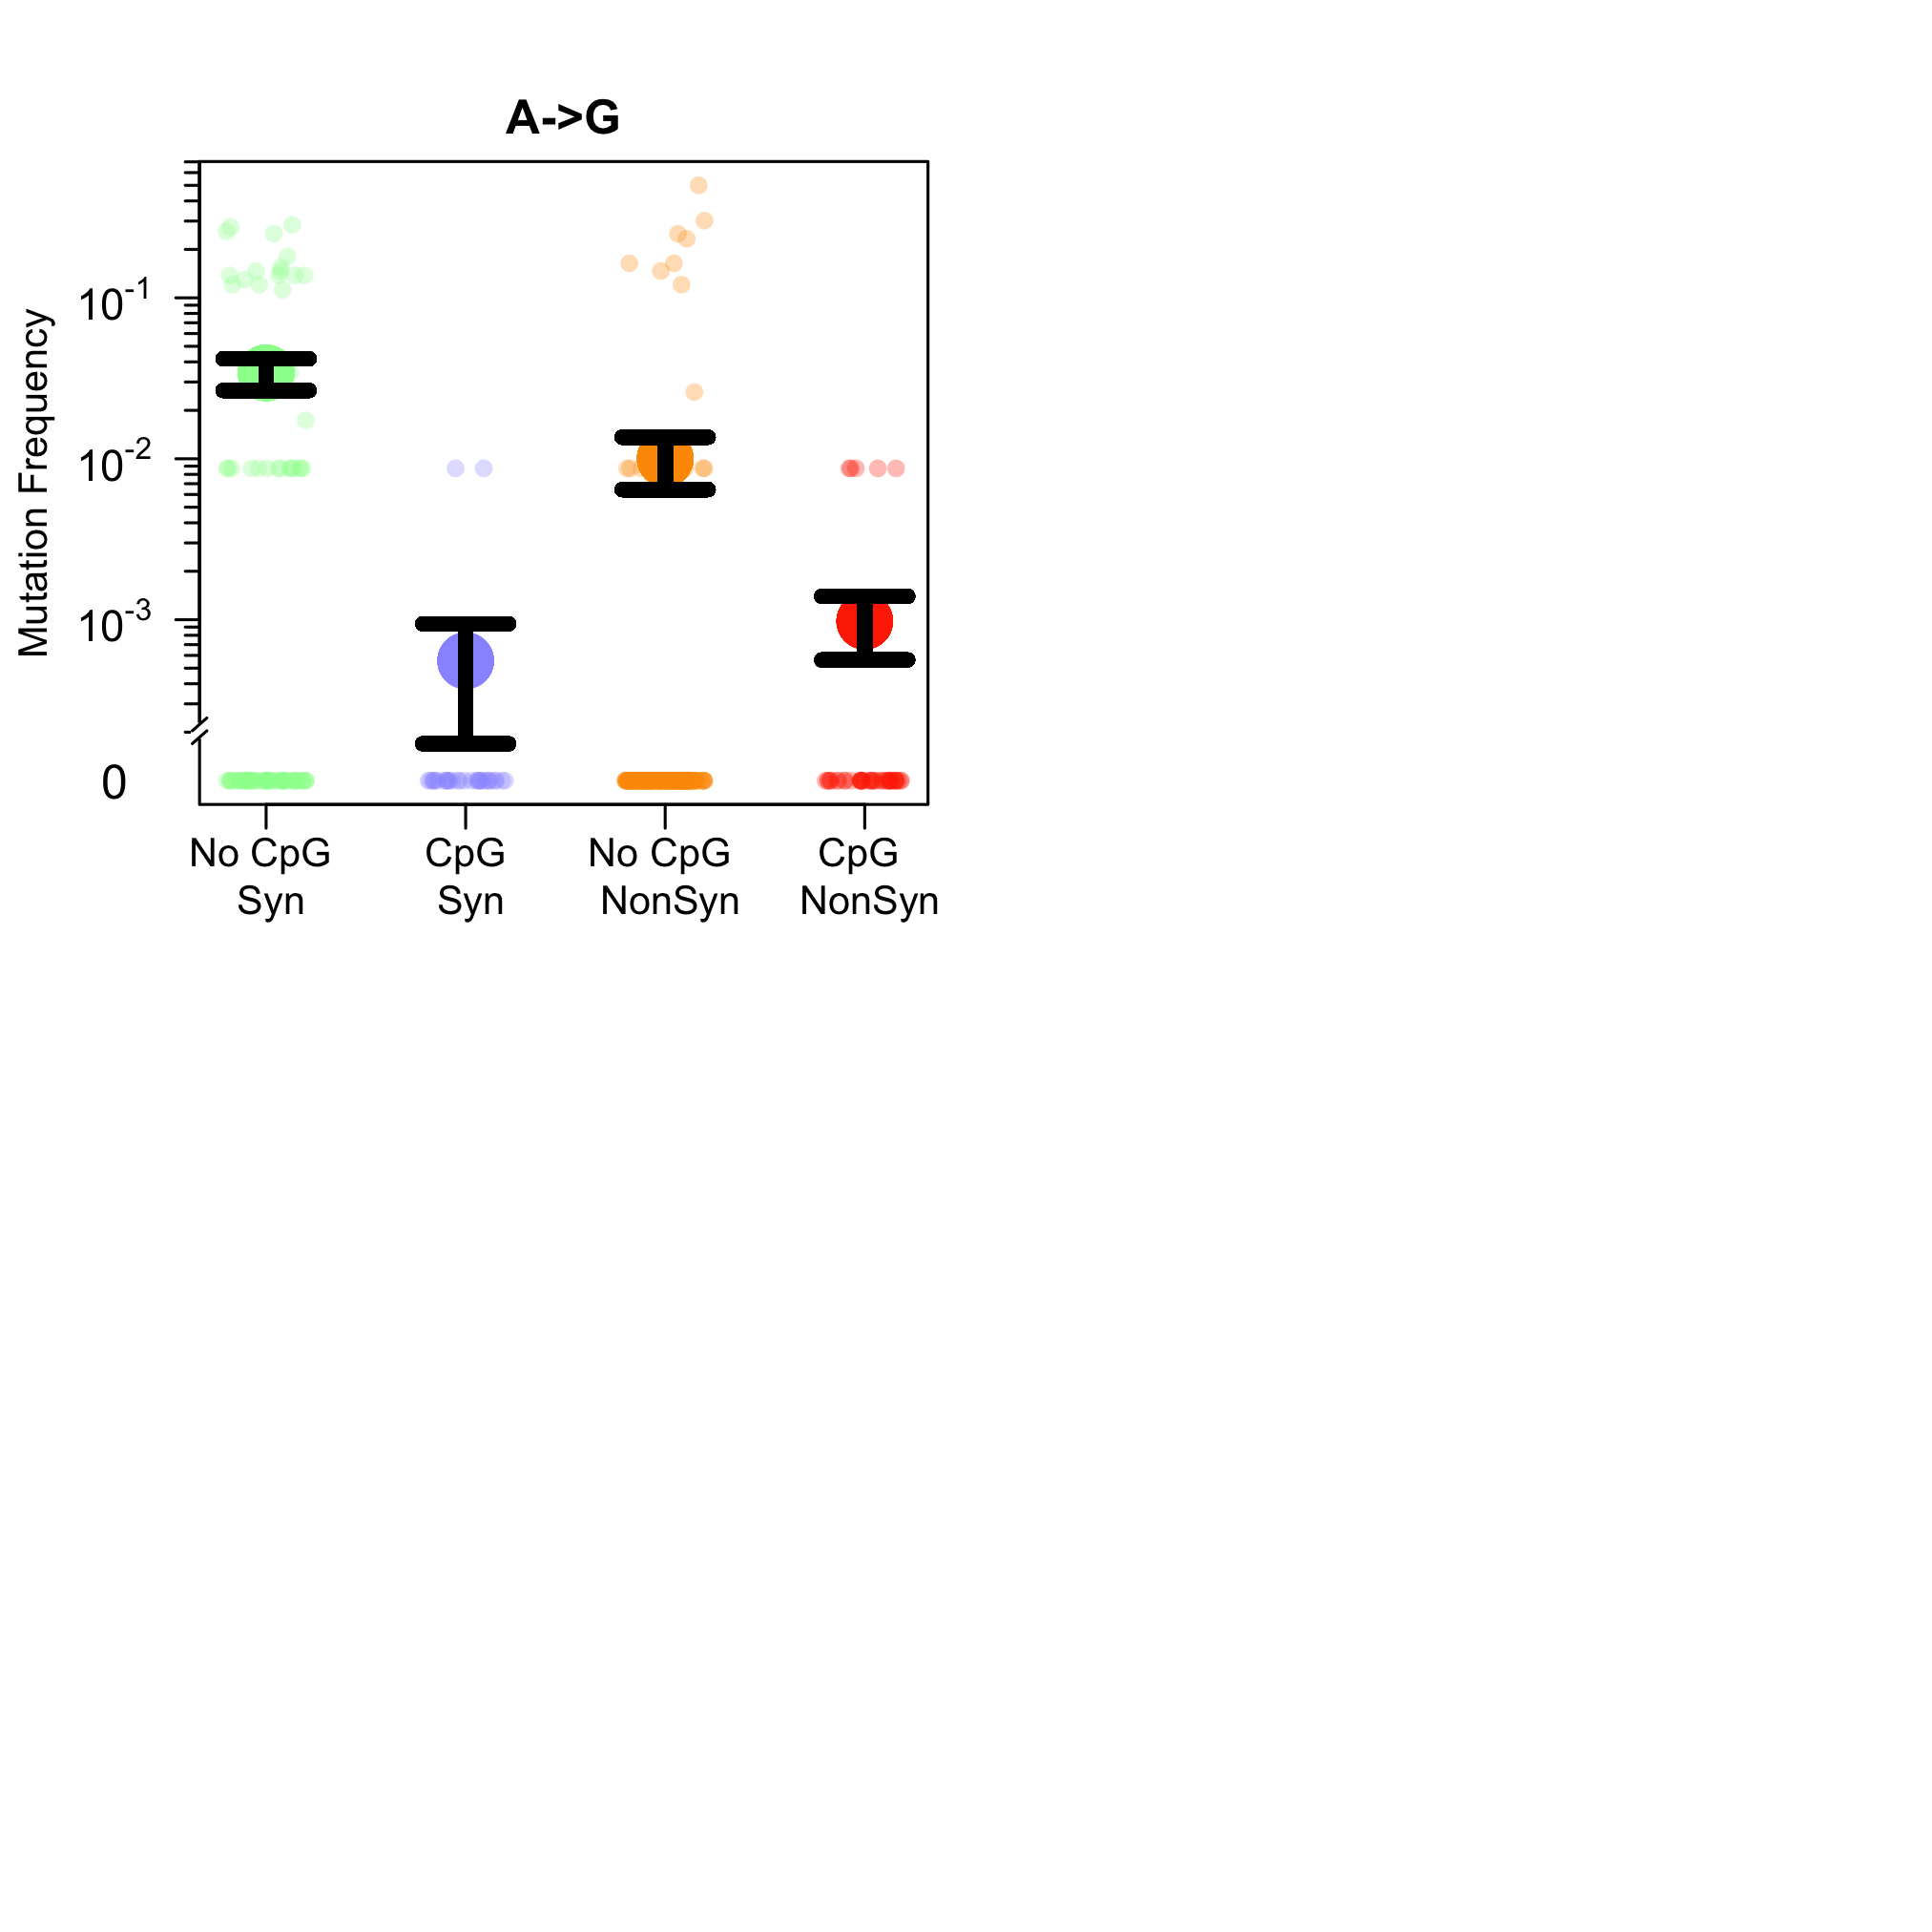 A->G
Mutation Frequency
10-1
10-2
10-3
0
No CpG CpG No CpG CpG
Syn Syn NonSyn NonSyn